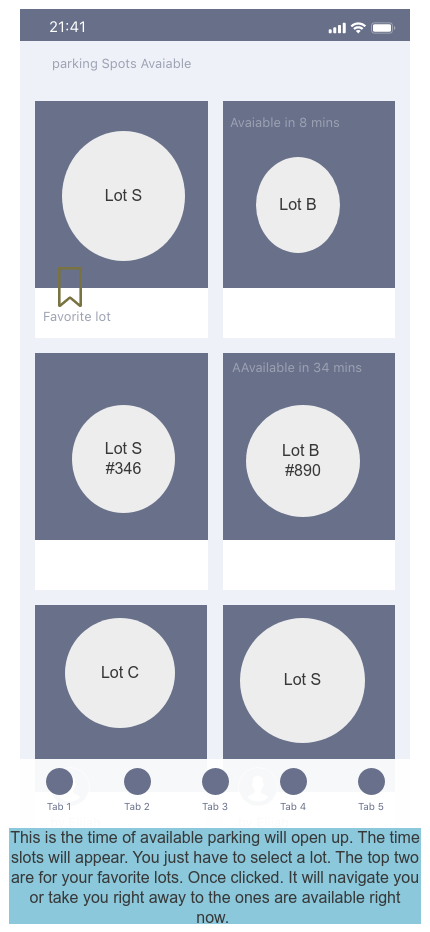 21:41
parking Spots Avaiable
Lot S
Avaiable in 8 mins
Lot B
Favorite lot
AAvailable in 34 mins
Lot S
#346
Lot B
#890
Lot C
Lot S
Tab 1
Tab 2
Tab 3
Tab 4
Tab 5
This is the time of available parking will open up. The time
slots will appear. You just have to select a lot. The top two
are for your favorite lots. Once clicked. It will navigate you
or take you right away to the ones are available right
now.